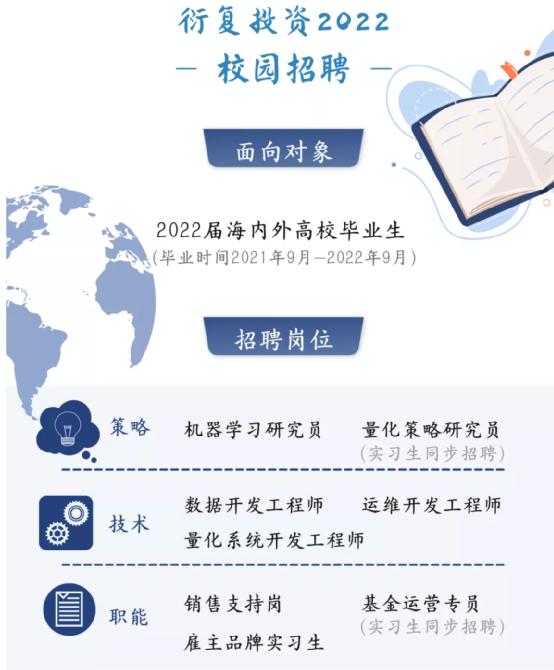 衍复投资2022
— 校园招聘 —
面向对象
2022届海内外高校毕业生
(毕业时间2021年9月—2022年9月)
招聘岗位
策略
机器学习研究员 量化策略研究员
(实习生同步招聘)
技术
数据开发工程师 运维开发工程师
量化系统开发工程师
职能
销售支持岗 基金运营专员
(实习生同步招聘)
雇主品牌实习生